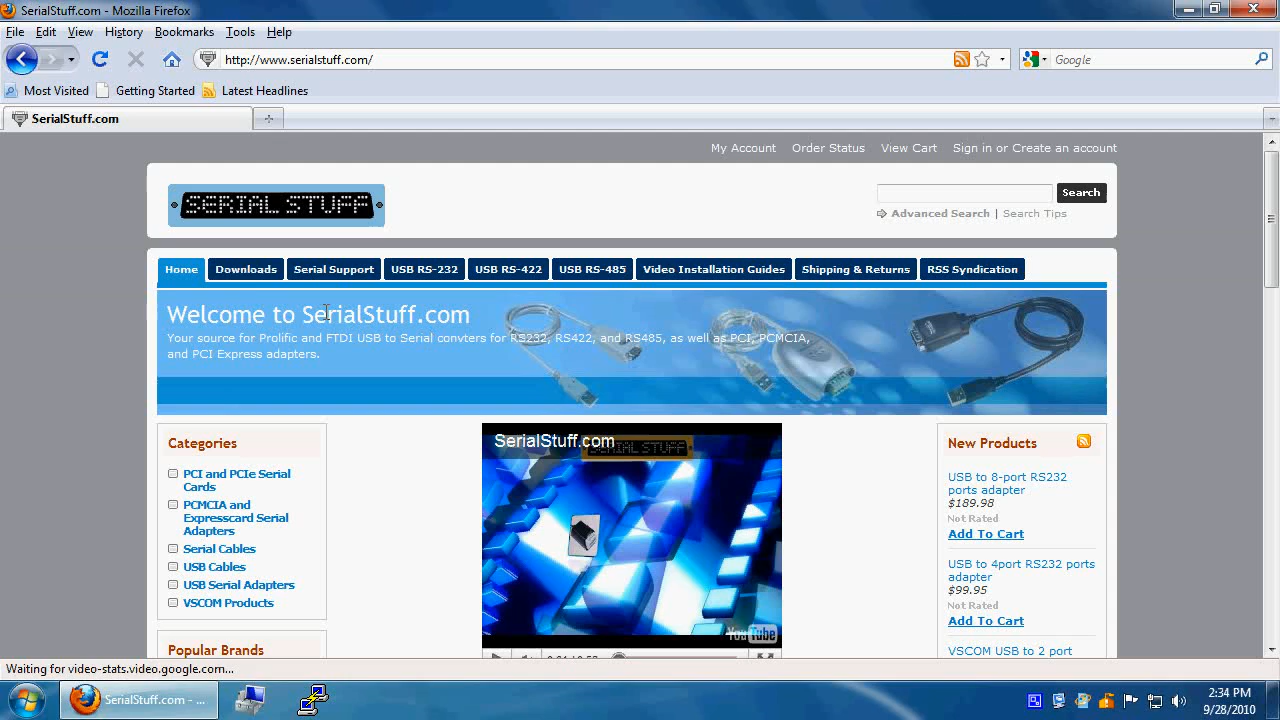 SerialStuff.com - Mozilla Firefox
File Edit View History Bookmarks Tools Help
http://www.serialstuff.com/
Google
Most Visited Getting Started Latest Headlines
SerialStuff.com
My Account Order Status View Cart Sign in or Create an account
SERIAL STUFF
Search
Advanced Search | Search Tips
Home Downloads Serial Support USB RS-232 USB RS-422 USB RS-485 Video Installation Guides Shipping & Returns RSS Syndication
Welcome to SerialStuff.com
Your source for Prolific and FTDI USB to Serial convters for RS232, RS422, and RS485, as well as PCI, PCMCIA,
and PCI Express adapters.
Categories
PCI and PCIe Serial
Cards
PCMCIA and
Expresscard Serial
Adapters
Serial Cables
USB Cables
USB Serial Adapters
VSCOM Products
Popular Brands
SerialStuff.com
SERIAL STUFF
YouTube
New Products
USB to 8-port RS232
ports adapter
$189.98
Not Rated
Add To Cart
USB to 4port RS232 ports
adapter
$99.95
Not Rated
Add To Cart
VSCOM USB to 2 port
Waiting for video-stats.video.google.com...
SerialStuff.com - ...
2:34 PM
9/28/2010